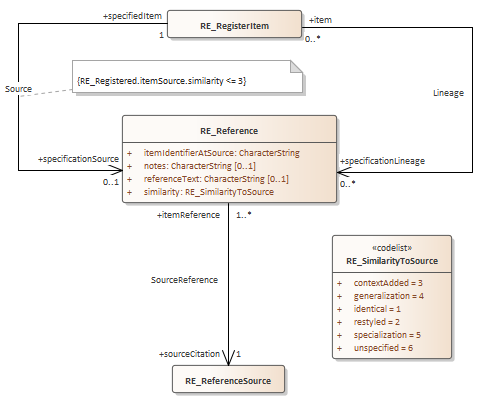 +specifiedItem
RE_RegisterItem
+item
1
0..*
{RE_Registered.itemSource.similarity <= 3}
Source
Lineage
RE_Reference
+ itemIdentifierAtSource: CharacterString
+ notes: CharacterString [0..1]
+ referenceText: CharacterString [0..1]
+ similarity: RE_SimilarityToSource
+specificationSource
0..1
+specificationLineage
0..*
+itemReference
1..*
SourceReference
«codelist»
RE_SimilarityToSource
+ contextAdded = 3
+ generalization = 4
+ identical = 1
+ restyled = 2
+ specialization = 5
+ unspecified = 6
+sourceCitation
1
RE_ReferenceSource